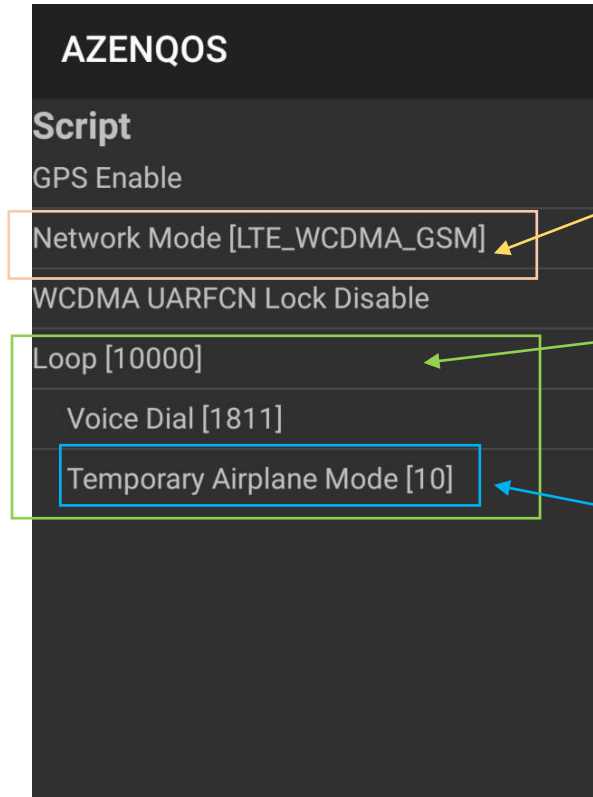 AZENQOS
Script
GPS Enable
Network Mode [LTE_WCDMA_GSM]
WCDMA UARFCN Lock Disable
Loop [10000]
Voice Dial [1811]
Temporary Airplane Mode [10]